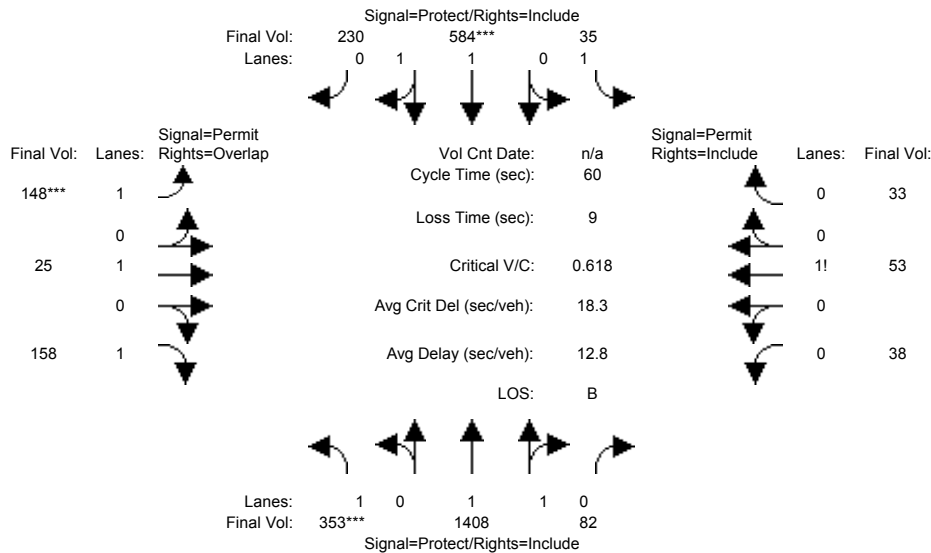 Signal=Protect/Rights=Include
Final Vol: 230 584*** 35
Lanes: 0 1 1 0 1
Signal=Permit
Final Vol: Lanes: Rights=Overlap
Vol Cnt Date: n/a
Signal=Permit
Rights=Include Lanes: Final Vol:
Cycle Time (sec): 60
148*** 1
0 33
Loss Time (sec): 9
0
0
25 1
Critical V/C: 0.618
1! 53
0
Avg Crit Del (sec/veh): 18.3
0
158 1
Avg Delay (sec/veh): 12.8
0 38
LOS: B
Lanes: 1 0 1 1 0
Final Vol: 353*** 1408 82
Signal=Protect/Rights=Include